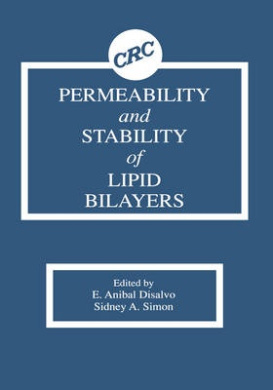 CRC
PERMEABILITY
and
STABILITY
of
LIPID
BILAYERS
Edited by
E. Anibal Disalvo
Sidney A. Simon